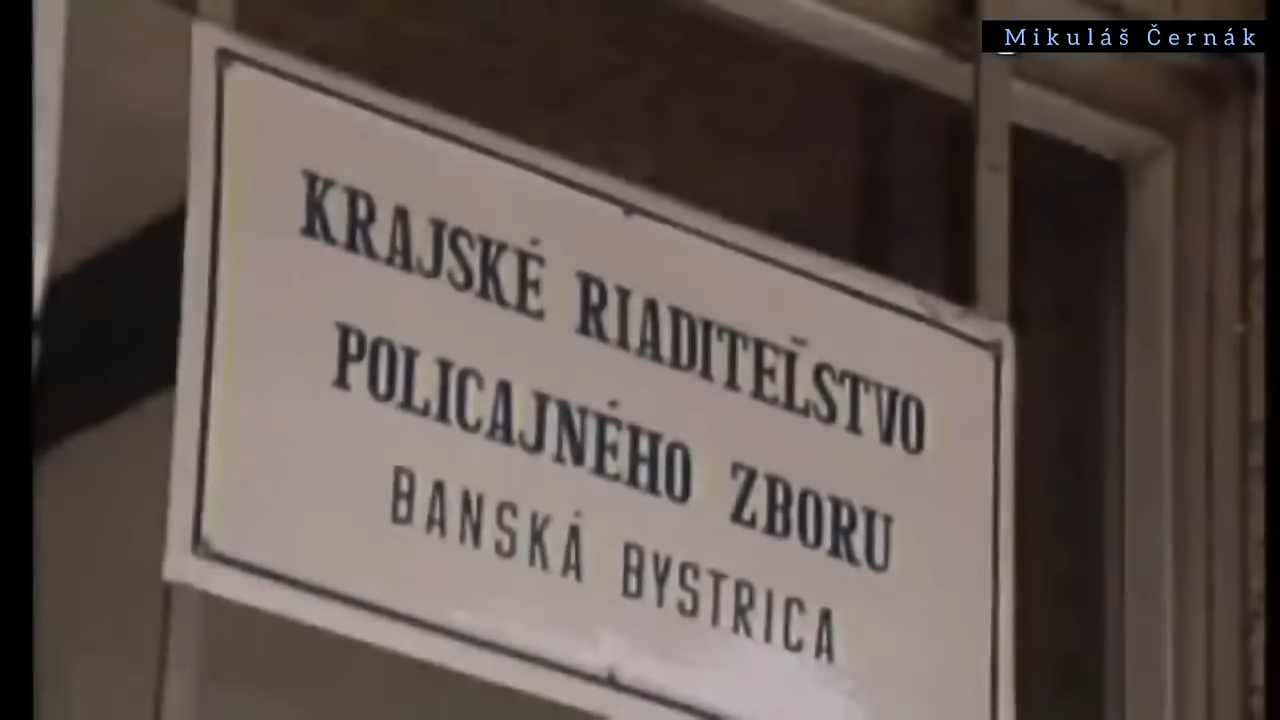 Mikuláš Černák
KRAJSKÉ RIADITEĽSTVO
POLICAJNÉHO ZBORU
BANSKÁ BYSTRICA